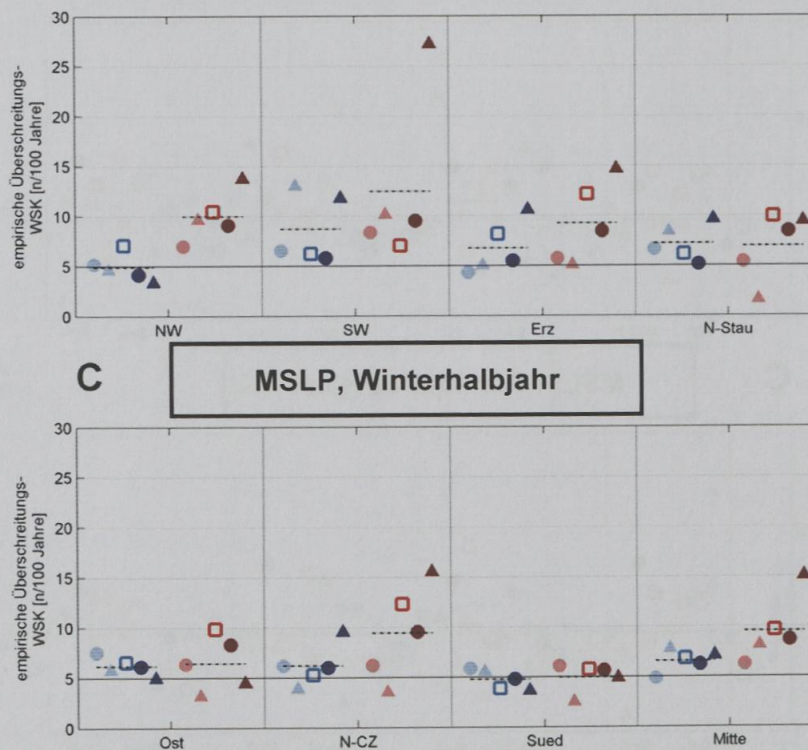 empirische Überschreitungs-
WSK [n/100 Jahre]
30
25
20
15
10
5
0
NW
SW
Erz
N-Stau
C
MSLP, Winterhalbjahr
empirische Überschreitungs-
WSK [n/100 Jahre]
30
25
20
15
10
5
0
Ost
N-CZ
Sued
Mitte